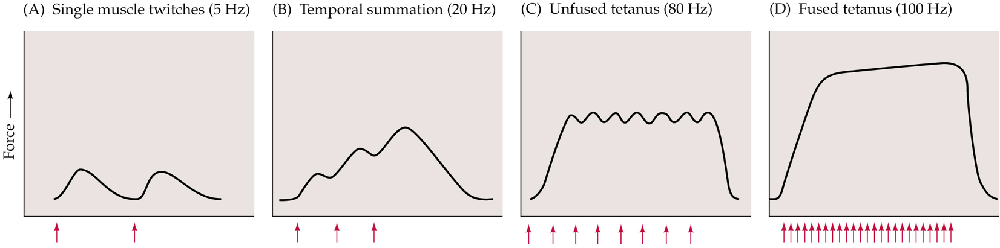 (A) Single muscle twitches (5 Hz)
(B) Temporal summation (20 Hz)
(C) Unfused tetanus (80 Hz)
(D) Fused tetanus (100 Hz)
Force